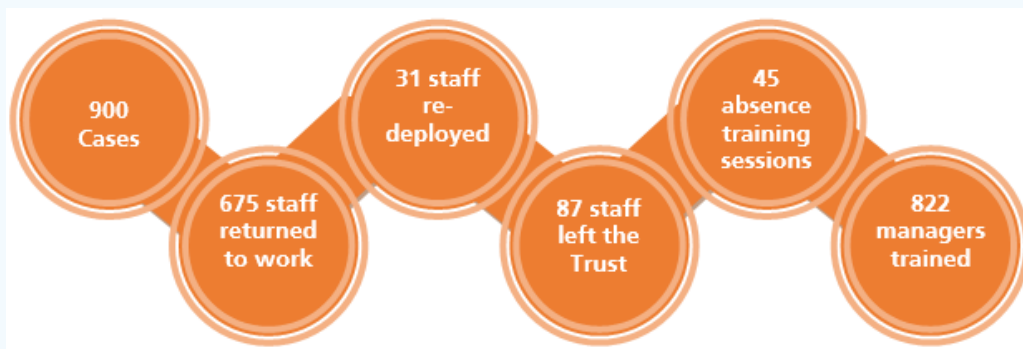 900
Cases
675 staff
returned
to work
31 staff
re-
deployed
87 staff
left the
Trust
45
absence
training
sessions
822
managers
trained